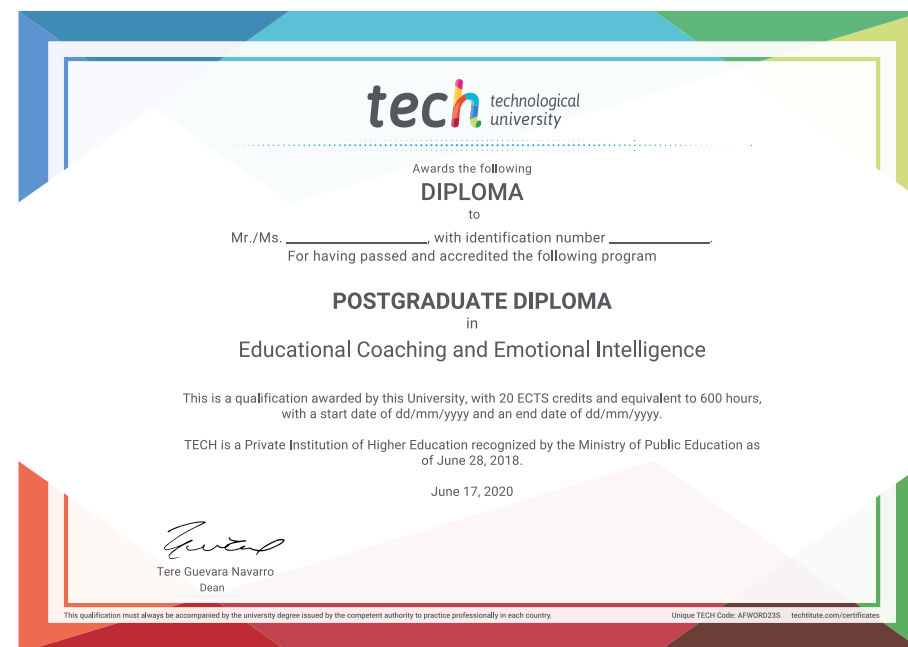 tech technological
university
Awards the following
DIPLOMA
to
Mr./Ms. ____________________, with identification number ______________.
For having passed and accredited the following program
POSTGRADUATE DIPLOMA
in
Educational Coaching and Emotional Intelligence
This is a qualification awarded by this University, with 20 ECTS credits and equivalent to 600 hours,
with a start date of dd/mm/yyyy and an end date of dd/mm/yyyy.
TECH is a Private Institution of Higher Education recognized by the Ministry of Public Education as
of June 28, 2018.
June 17, 2020
Tere Guevara Navarro
Dean
This qualification must always be accompanied by the university degree issued by the competent authority to practice professionally in each country.
Unique TECH Code: AFWORD23S techtitute.com/certificates